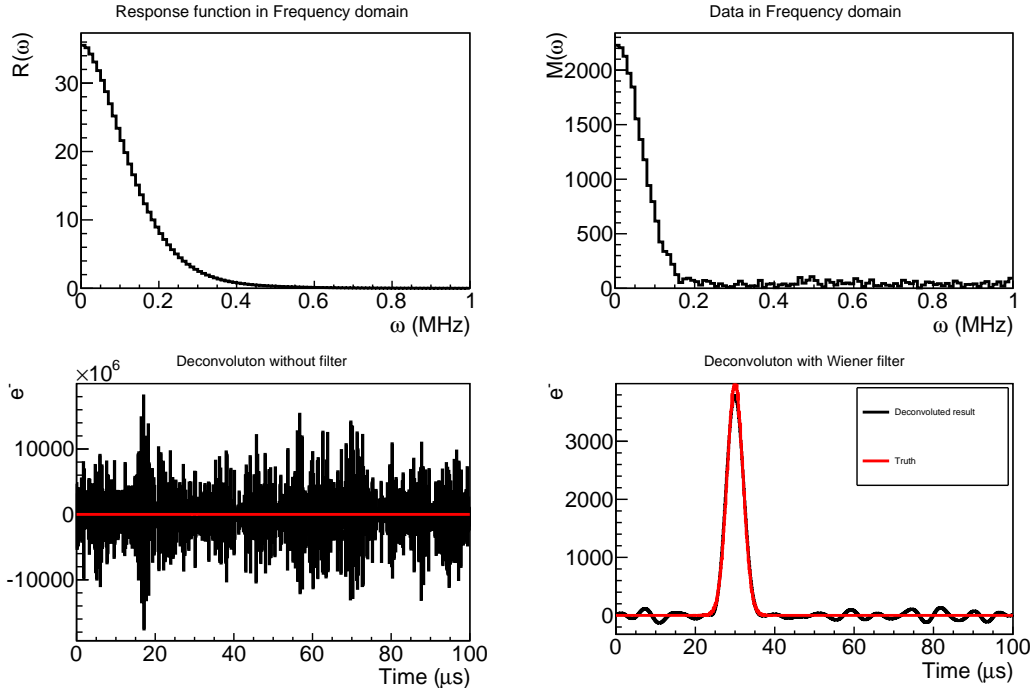 Response function in Frequency domain
R(ω)
30
20
10
0
0 0.2 0.4 0.6 0.8 1
ω (MHz)
Data in Frequency domain
M(ω)
2000
1500
1000
500
0
0 0.2 0.4 0.6 0.8 1
ω (MHz)
Deconvoluton without filter
×10⁶
e⁻
10000
0
-10000
0 20 40 60 80 100
Time (μs)
Deconvoluton with Wiener filter
e⁻
3000
2000
1000
0
0 20 40 60 80 100
Time (μs)
Deconvoluted result
Truth